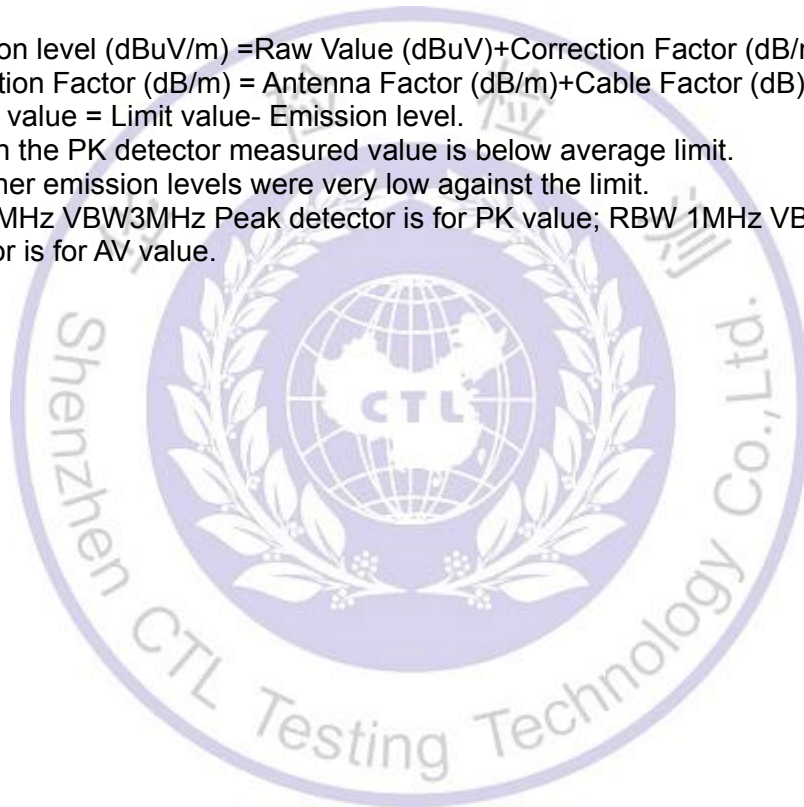 on level (dBuV/m) =Raw Value (dBuV)+Correction Factor (dB/m
tion Factor (dB/m) = Antenna Factor (dB/m)+Cable Factor (dB)
value = Limit value- Emission level.
n the PK detector measured value is below average limit.
her emission levels were very low against the limit.
MHz VBW3MHz Peak detector is for PK value; RBW 1MHz VB
or is for AV value.
检
测
CTL
Shenzhen CTL Testing Technology Co., Ltd.